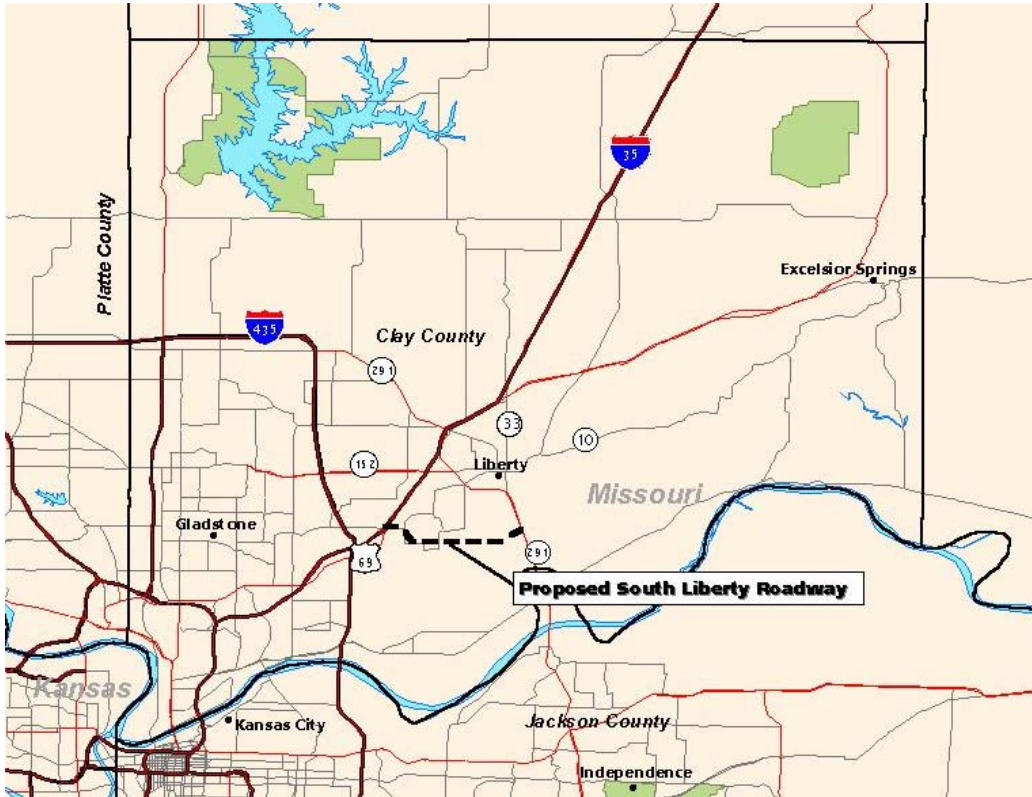 35
Platte County
Excelsior Springs
435
Clay County
291
33
10
152
Liberty
Missouri
Gladstone
69
291
Proposed South Liberty Roadway
Kansas
Kansas City
Jackson County
Independence